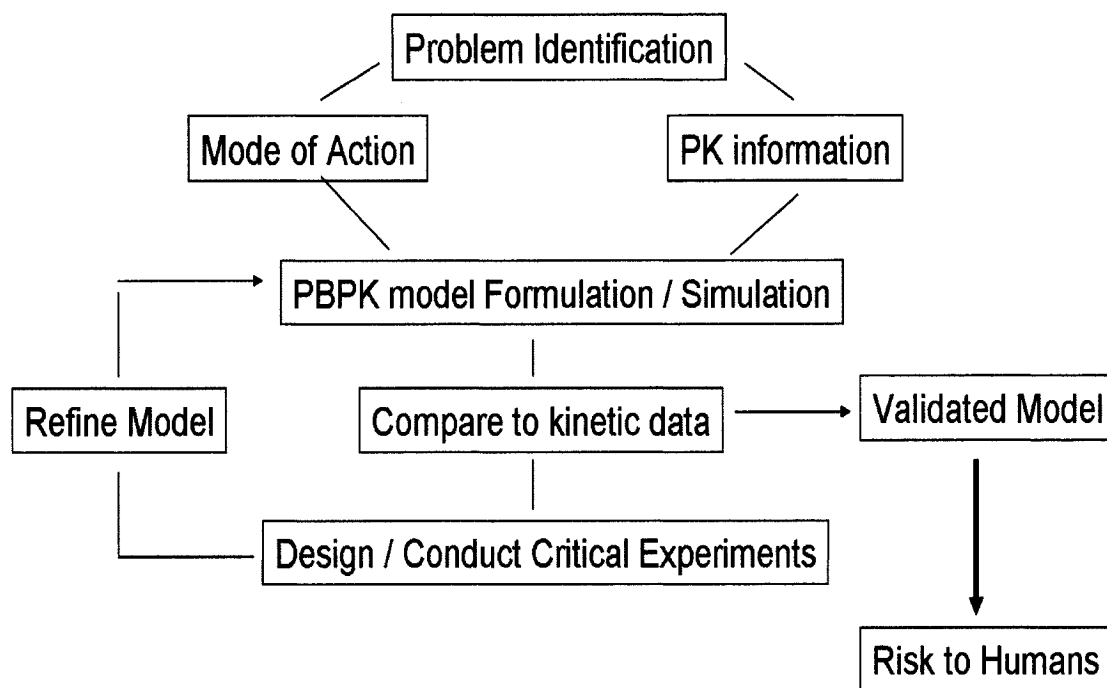 Problem Identification
Mode of Action
PK information
PBPK model Formulation / Simulation
Refine Model
Compare to kinetic data
Validated Model
Design / Conduct Critical Experiments
Risk to Humans